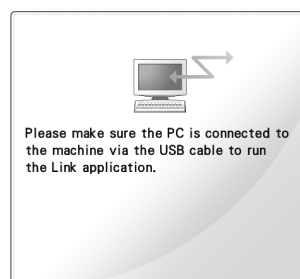 Please make sure the PC is connected to
the machine via the USB cable to run
the Link application.